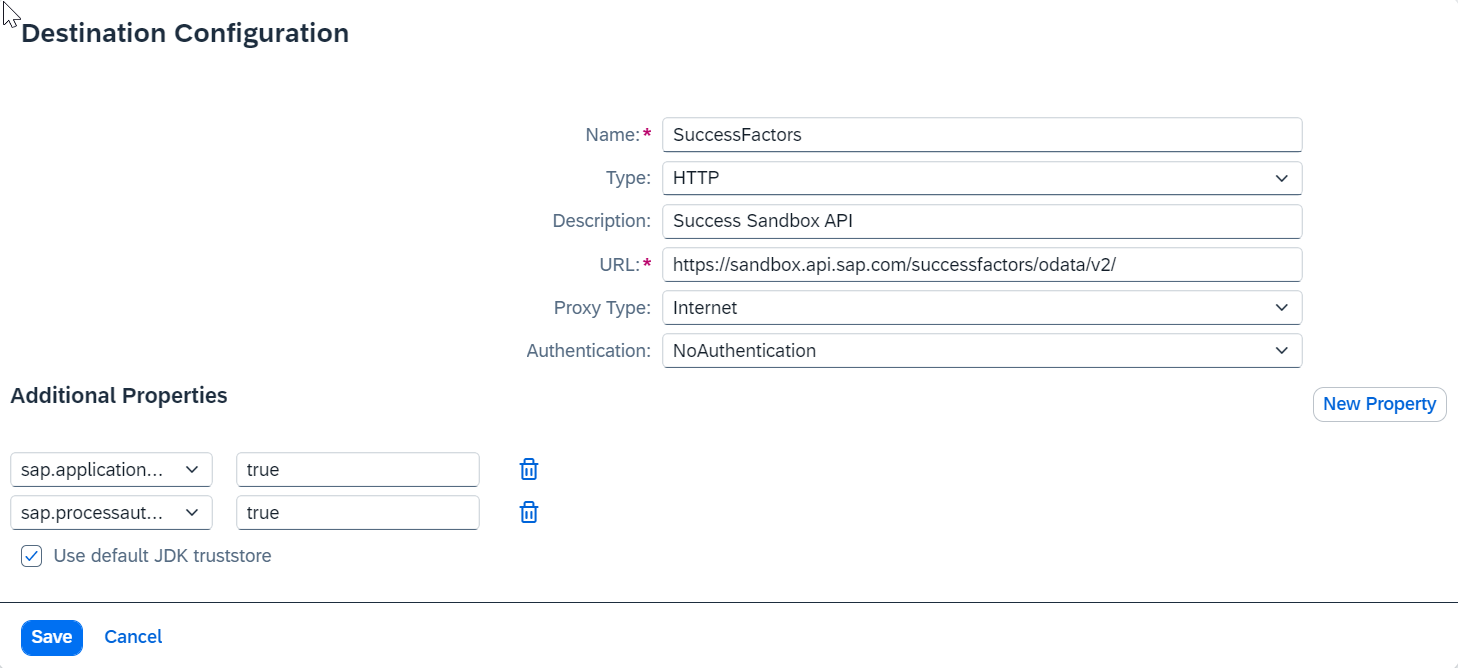 Destination Configuration
Name:* SuccessFactors
Type: HTTP
Description: Success Sandbox API
URL:* https://sandbox.api.sap.com/successfactors/odata/v2/
Proxy Type: Internet
Authentication: NoAuthentication
Additional Properties
New Property
sap.application... true
sap.processaut... true
Use default JDK truststore
Save Cancel